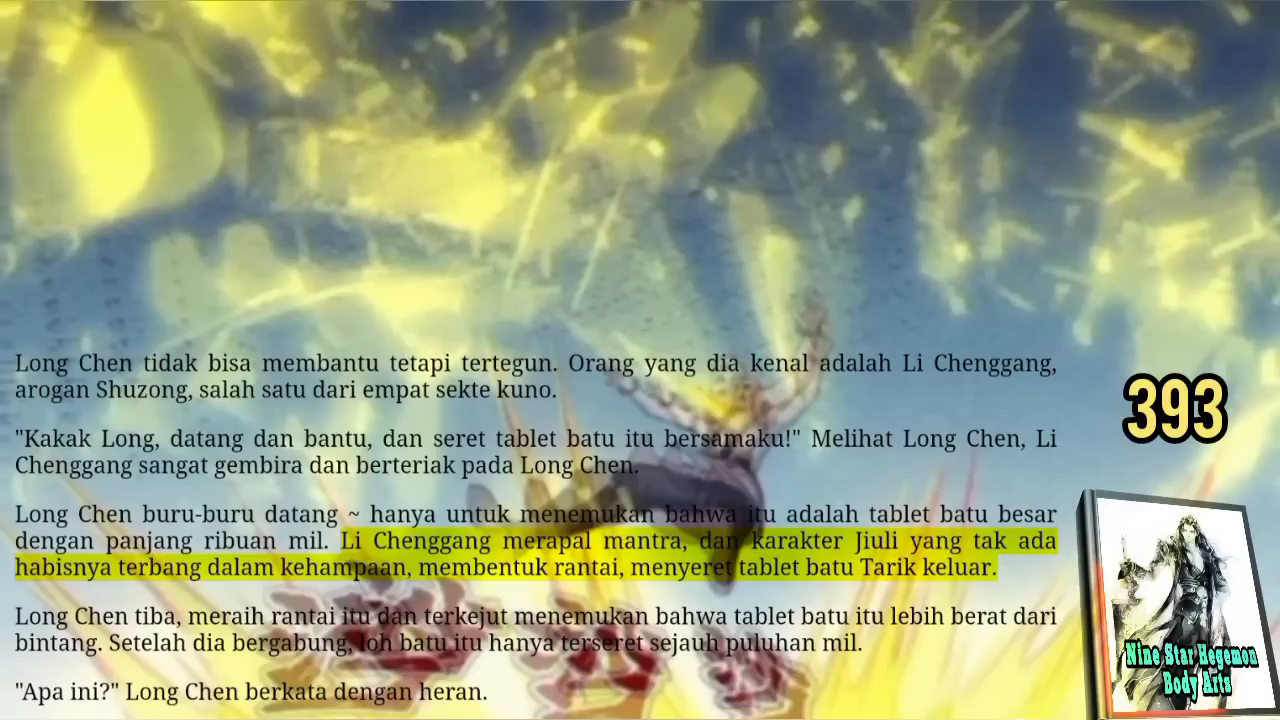 Long Chen tidak bisa membantu tetapi tertegun. Orang yang dia kenal adalah Li Chenggang,
arogan Shuzong, salah satu dari empat sekte kuno.
"Kakak Long, datang dan bantu, dan seret tablet batu itu bersamaku!" Melihat Long Chen, Li
Chenggang sangat gembira dan berteriak pada Long Chen.
Long Chen buru-buru datang ~ hanya untuk menemukan bahwa itu adalah tablet batu besar
dengan panjang ribuan mil. Li Chenggang merapal mantra, dan karakter Jiuli yang tak ada
habisnya terbang dalam kehampaan, membentuk rantai, menyeret tablet batu Tarik keluar.
Long Chen tiba, meraih rantai itu dan terkejut menemukan bahwa tablet batu itu lebih berat dari
bintang. Setelah dia bergabung, loh batu itu hanya terseret sejauh puluhan mil.
"Apa ini?" Long Chen berkata dengan heran.
393
Nine Star Hegemon
Body Arts